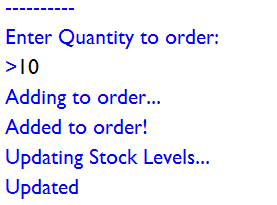 ----------
Enter Quantity to order:
>10
Adding to order...
Added to order!
Updating Stock Levels...
Updated